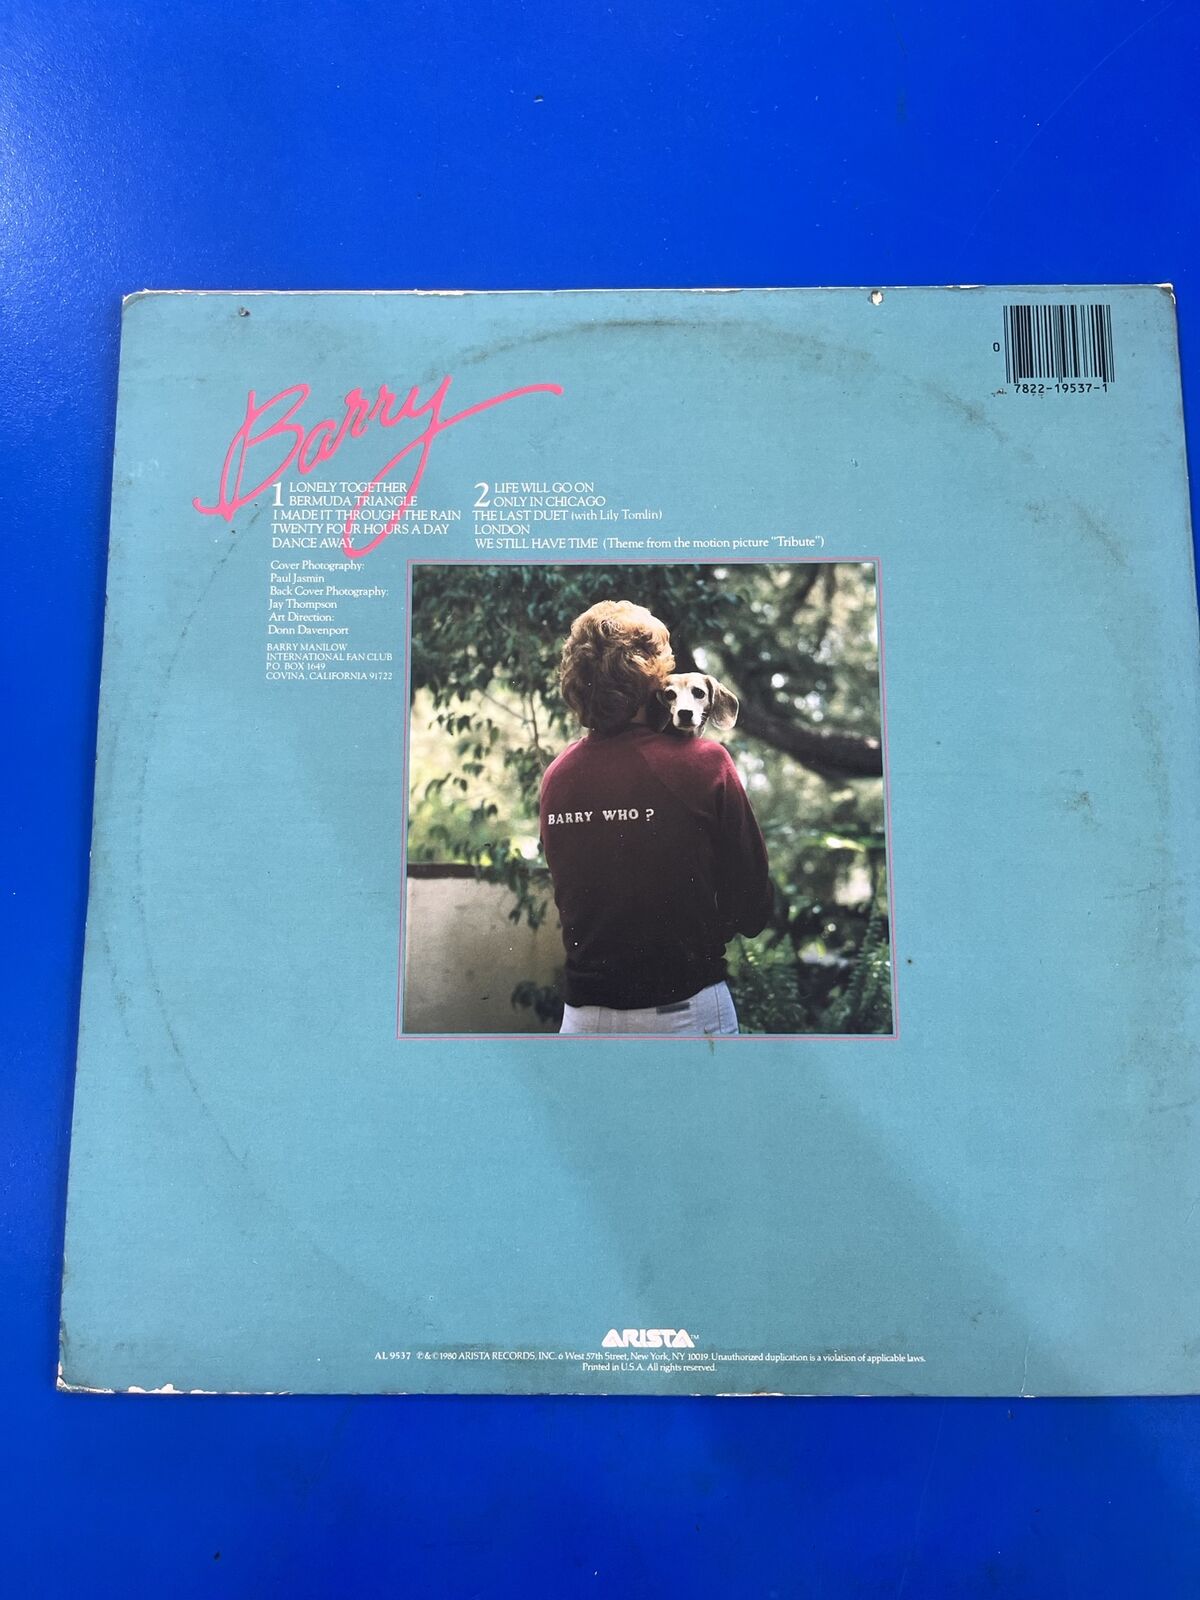 0
7822-19537-1
Barry
1 LONELY TOGETHER
BERMUDA TRIANGLE
I MADE IT THROUGH THE RAIN
TWENTY FOUR HOURS A DAY
DANCE AWAY
2 LIFE WILL GO ON
ONLY IN CHICAGO
THE LAST DUET (with Lily Tomlin)
LONDON
WE STILL HAVE TIME (Theme from the motion picture "Tribute")
Cover Photography:
Paul Jasmin
Back Cover Photography:
Jay Thompson
Art Direction:
Donn Davenport
BARRY MANILOW
INTERNATIONAL FAN CLUB
P.O. BOX 1649
COVINA, CALIFORNIA 91722
BARRY WHO ?
ARISTA™
AL 9537 ℗ & © 1980 ARISTA RECORDS, INC. 6 West 57th Street, New York, NY 10019. Unauthorized duplication is a violation of applicable laws.
Printed in U.S.A. All rights reserved.